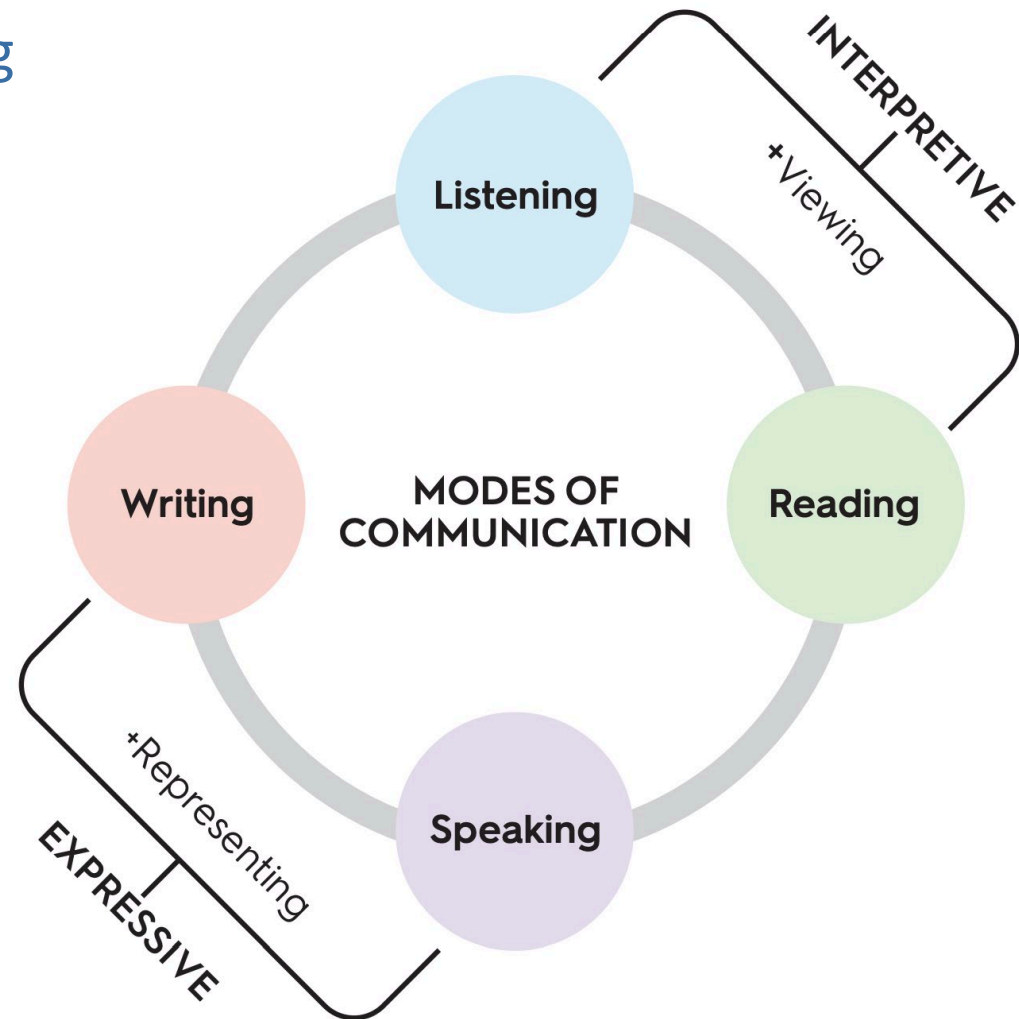 g
INTERPRETIVE
+Viewing
Listening
Writing
MODES OF
COMMUNICATION
Reading
+Representing
EXPRESSIVE
Speaking